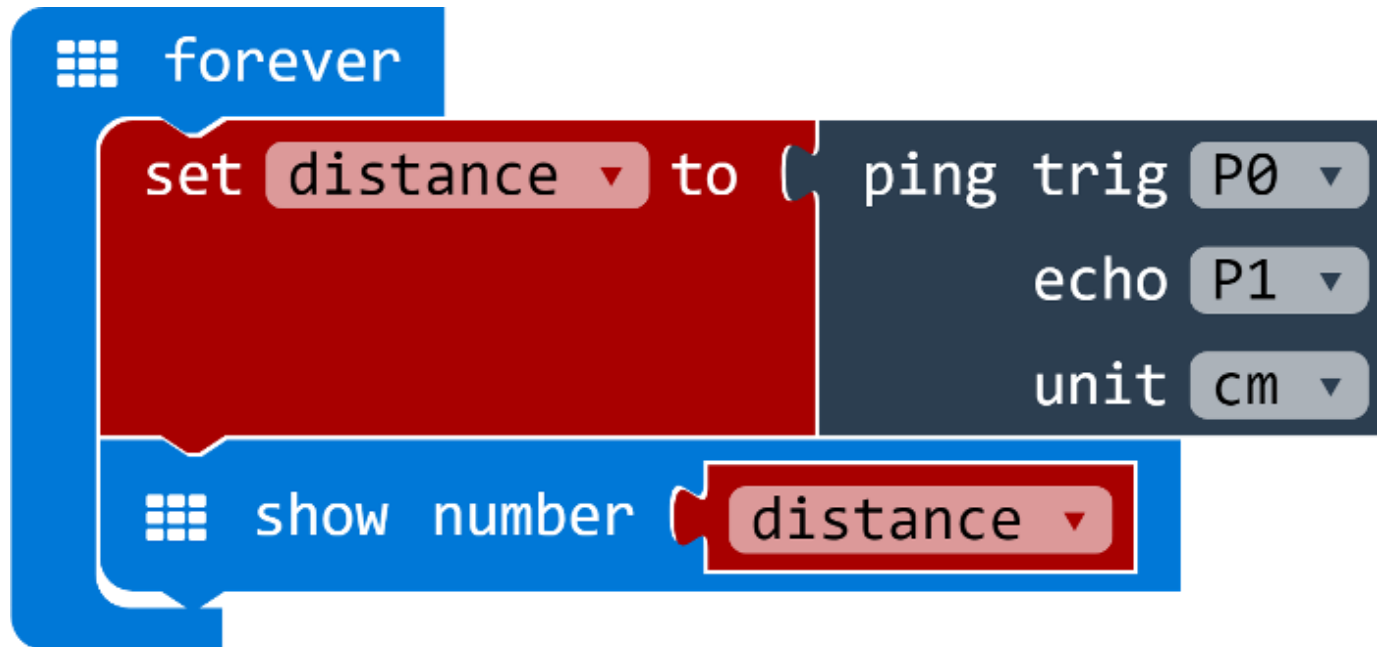 forever
set distance to ping trig P0
echo P1
unit cm
show number distance